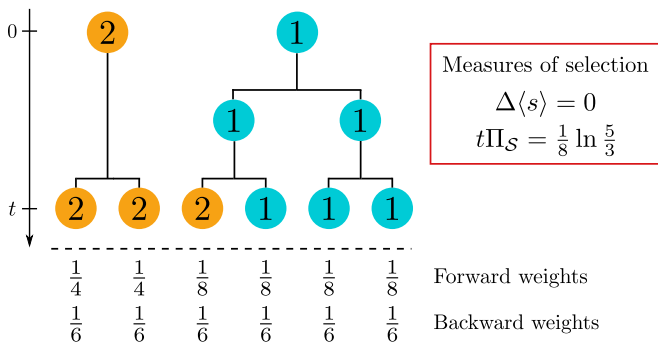 0
2
1
Measures of selection
Δ⟨s⟩ = 0
tΠ_S = 1/8 ln 5/3
1
1
t
2 2 2 1 1 1
1/4 1/4 1/8 1/8 1/8 1/8 Forward weights
1/6 1/6 1/6 1/6 1/6 1/6 Backward weights